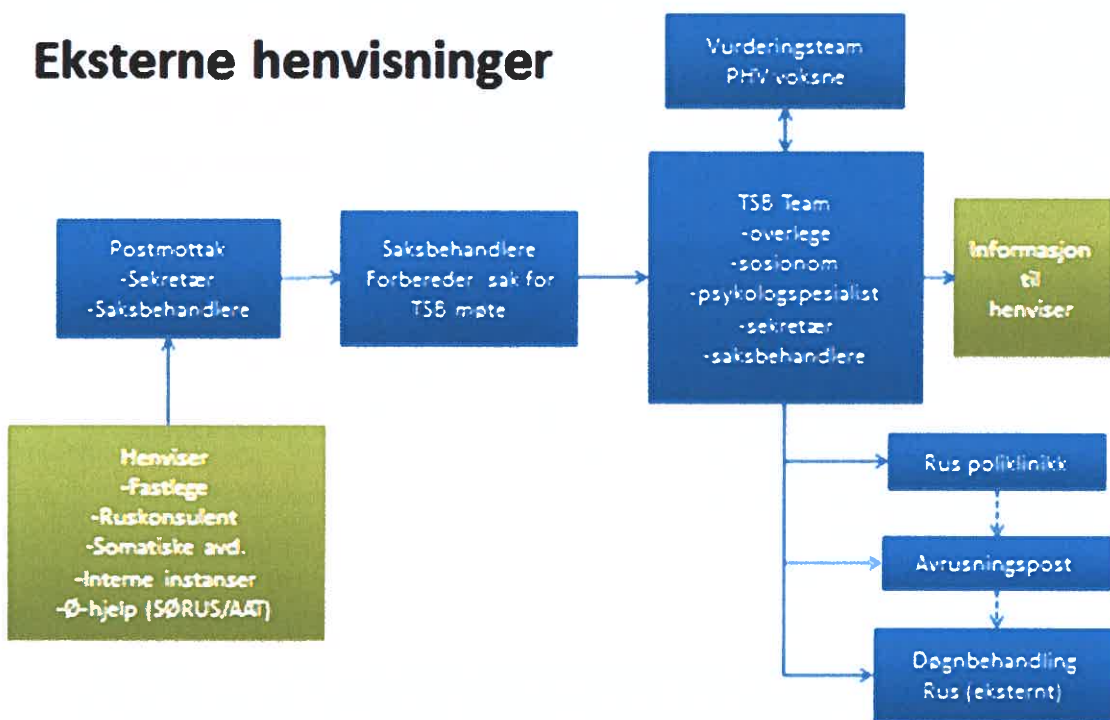 Eksterne henvisninger
Vurderingsteam
PHV voksne
Postmottak
-Sekretær
-Saksbehandlere
Saksbehandlere
Forbereder sak for
TSB møte
TSB Team
-overlege
-sosionom
-psykologspesialist
-sekretær
-saksbehandlere
Informasjon
til
henviser
Henviser
-Fastlege
-Ruskonsulent
-Somatiske avd.
-Interne instanser
-Ø-hjelp (SØRUS/AAT)
Rus poliklinikk
Avrusningspost
Døgnbehandling
Rus (eksternt)